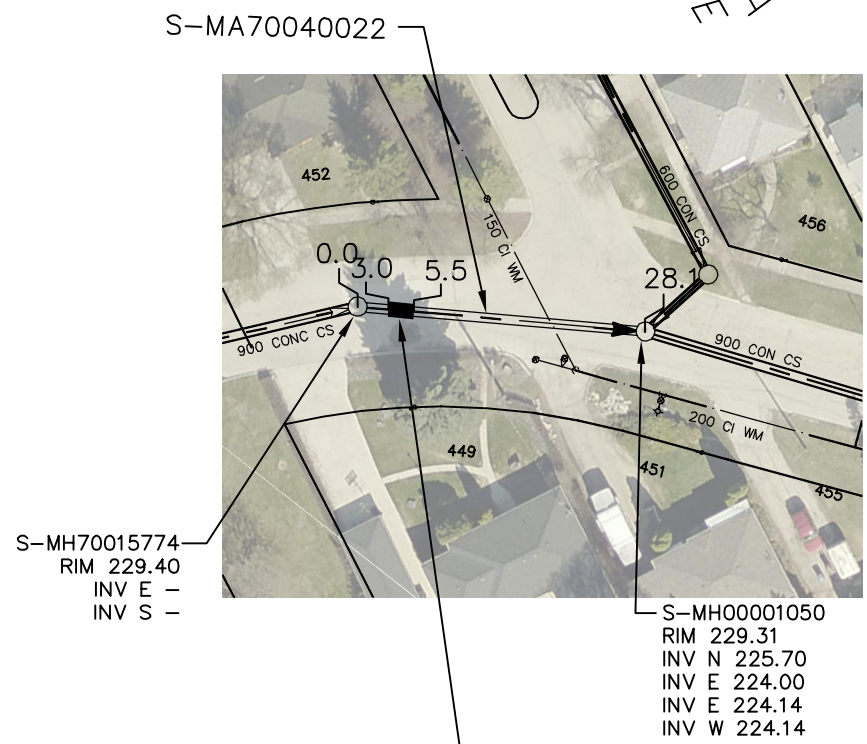 S-MA70040022
E
452
600 CON CS
456
150 CI WM
0.0
3.0
5.5
28.1
900 CONC CS
900 CON CS
200 CI WM
449
451
455
S-MH70015774
RIM 229.40
INV E -
INV S -
S-MH00001050
RIM 229.31
INV N 225.70
INV E 224.00
INV E 224.14
INV W 224.14